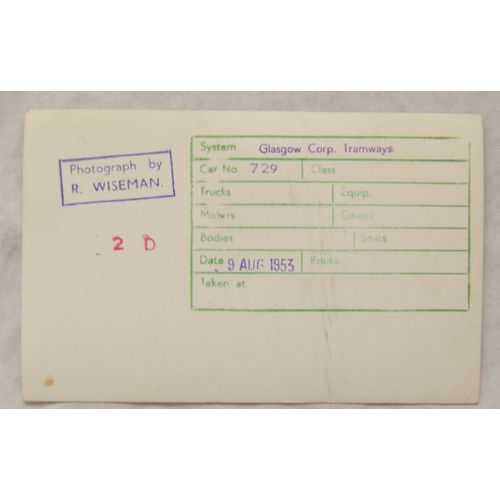 Photograph by
R. WISEMAN.
2 D
System Glasgow Corp. Tramways
Car No. 729 Class
Trucks Equip.
Motors Gauge
Bodies Seats
Date 9 AUG 1953 Route
Taken at